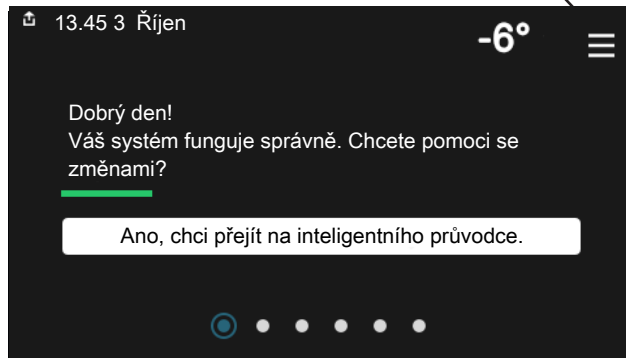 13.45 3 Říjen
-6°
Dobrý den!
Váš systém funguje správně. Chcete pomoci se
změnami?
Ano, chci přejít na inteligentního průvodce.